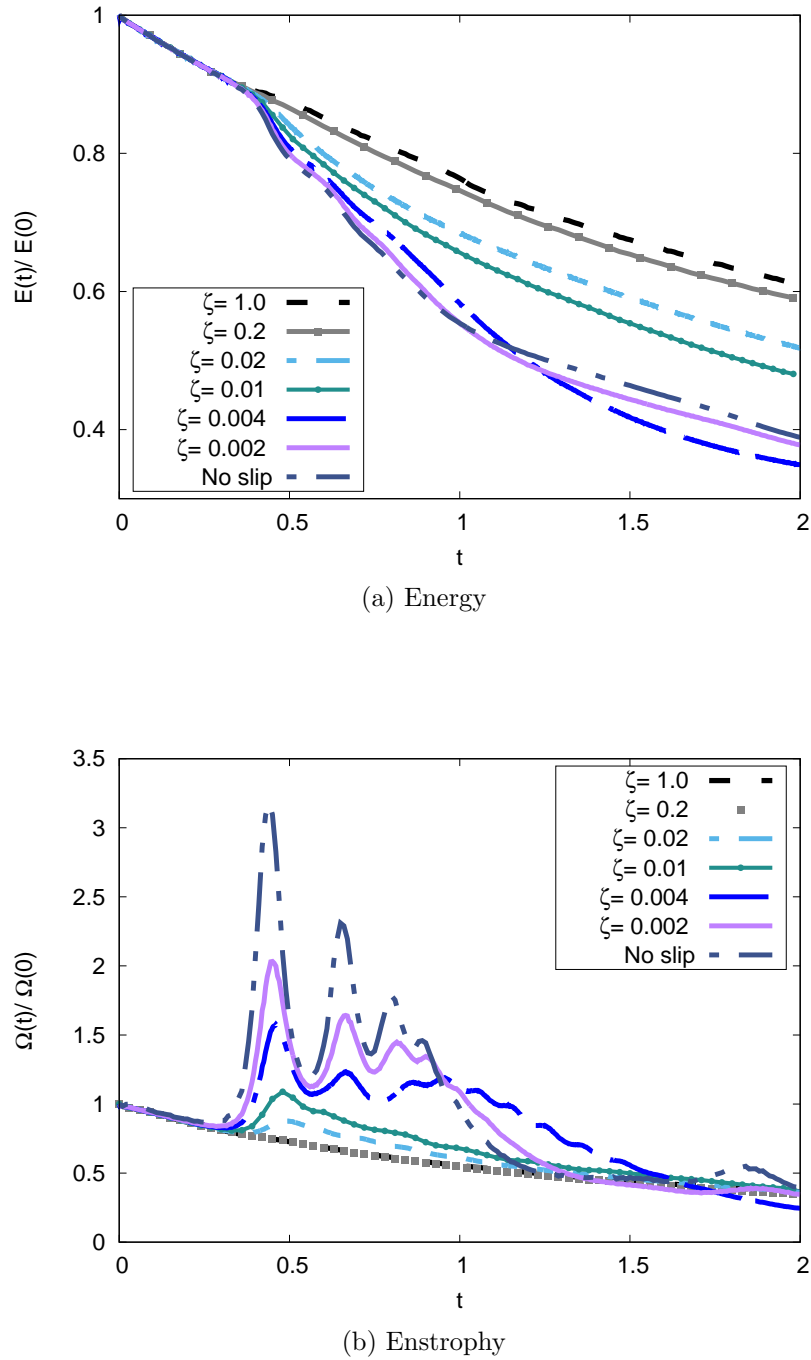 1
0.8
0.6
0.4
E(t)/ E(0)
ζ= 1.0
ζ= 0.2
ζ= 0.02
ζ= 0.01
ζ= 0.004
ζ= 0.002
No slip
0 0.5 1 1.5 2
t
(a) Energy
3.5
3
2.5
2
1.5
1
0.5
0
Ω(t)/ Ω(0)
ζ= 1.0
ζ= 0.2
ζ= 0.02
ζ= 0.01
ζ= 0.004
ζ= 0.002
No slip
0 0.5 1 1.5 2
t
(b) Enstrophy